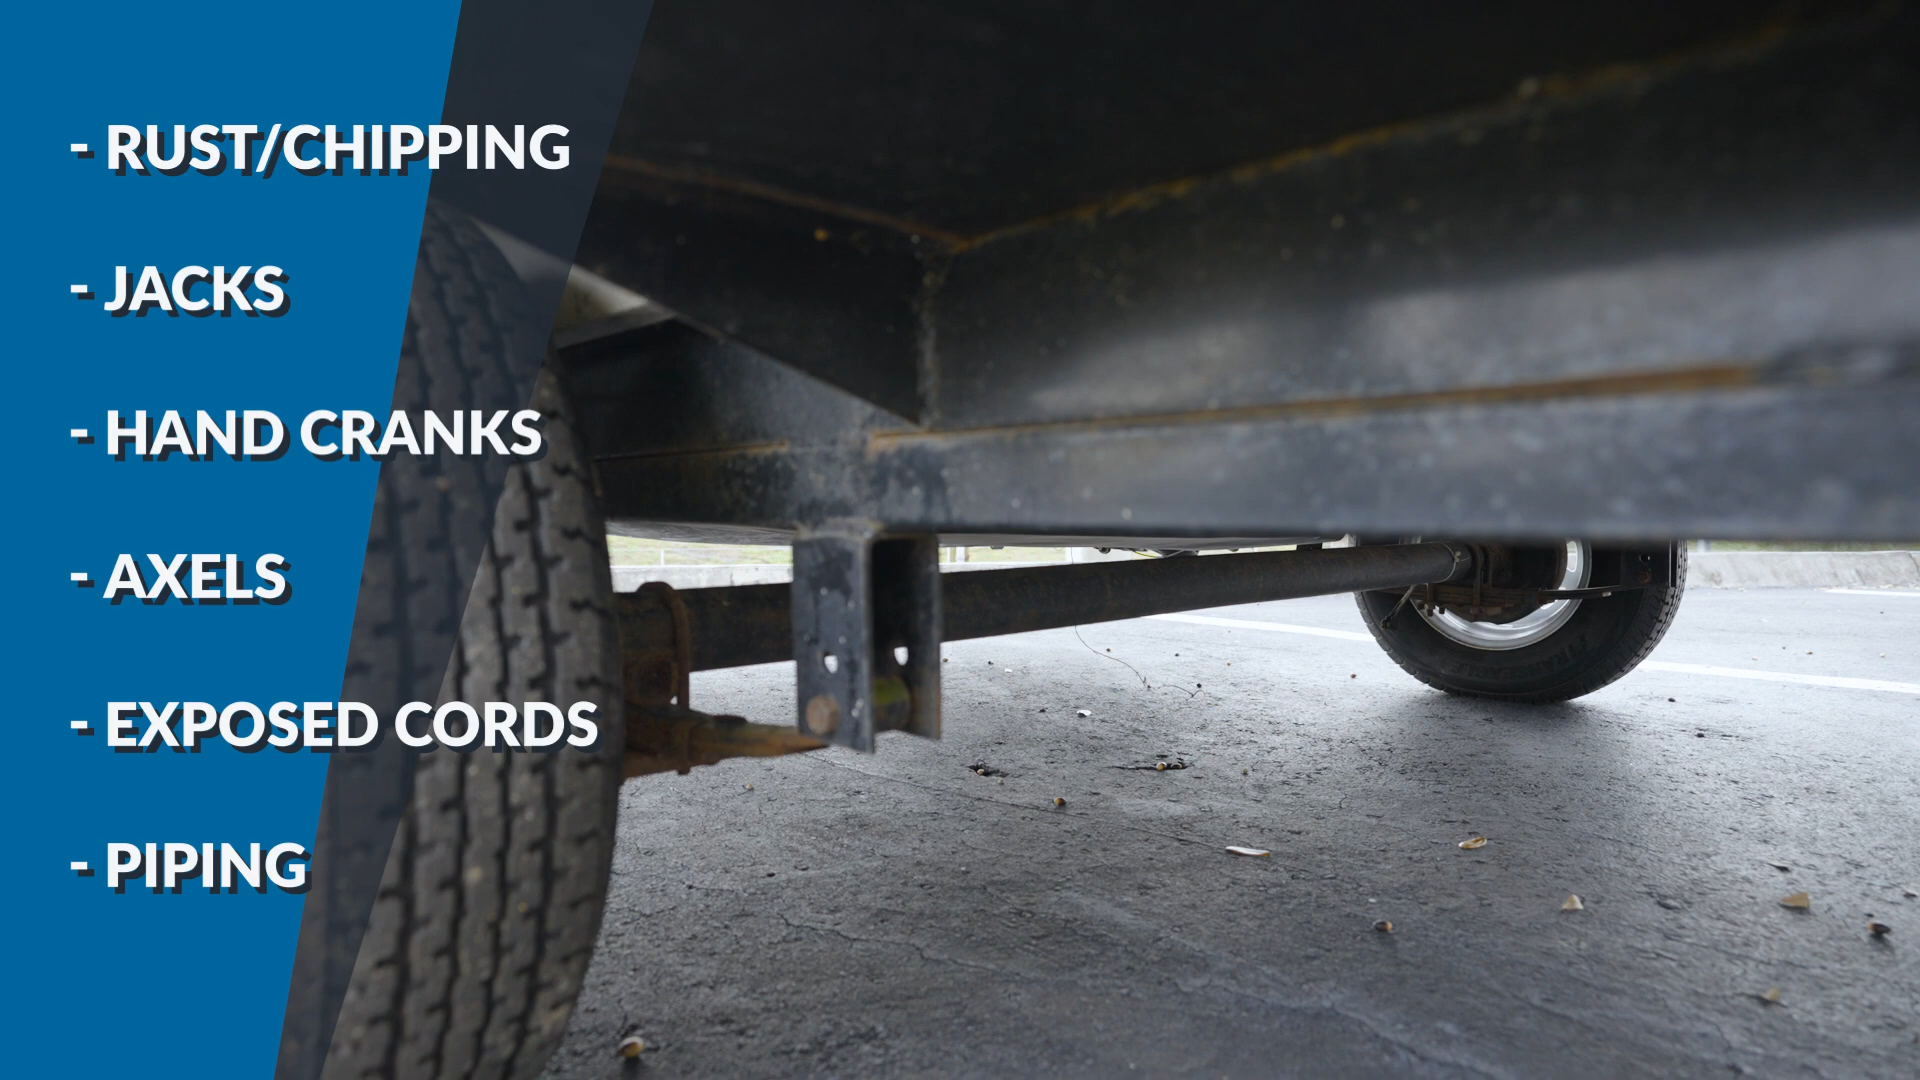 - RUST/CHIPPING
- JACKS
- HAND CRANKS
- AXELS
- EXPOSED CORDS
- PIPING